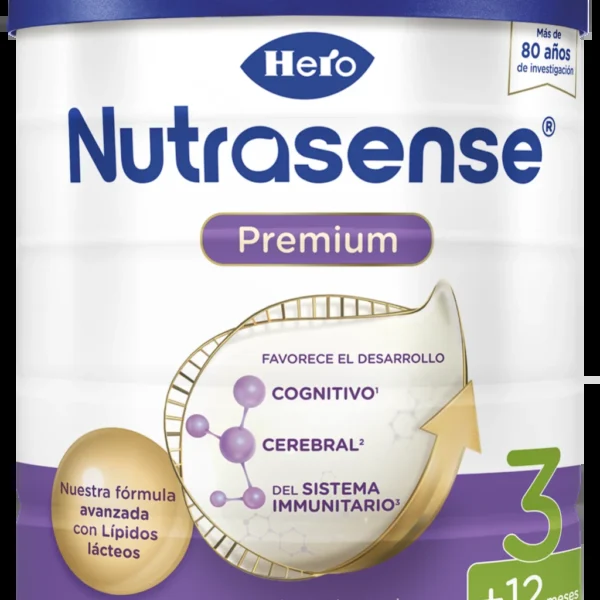 Hero
Más de
80 años
de investigación
Nutrasense®
Premium
FAVORECE EL DESARROLLO
COGNITIVO¹
CEREBRAL²
DEL SISTEMA
INMUNITARIO³
Nuestra fórmula
avanzada
con Lípidos
lácteos
3
+12 meses